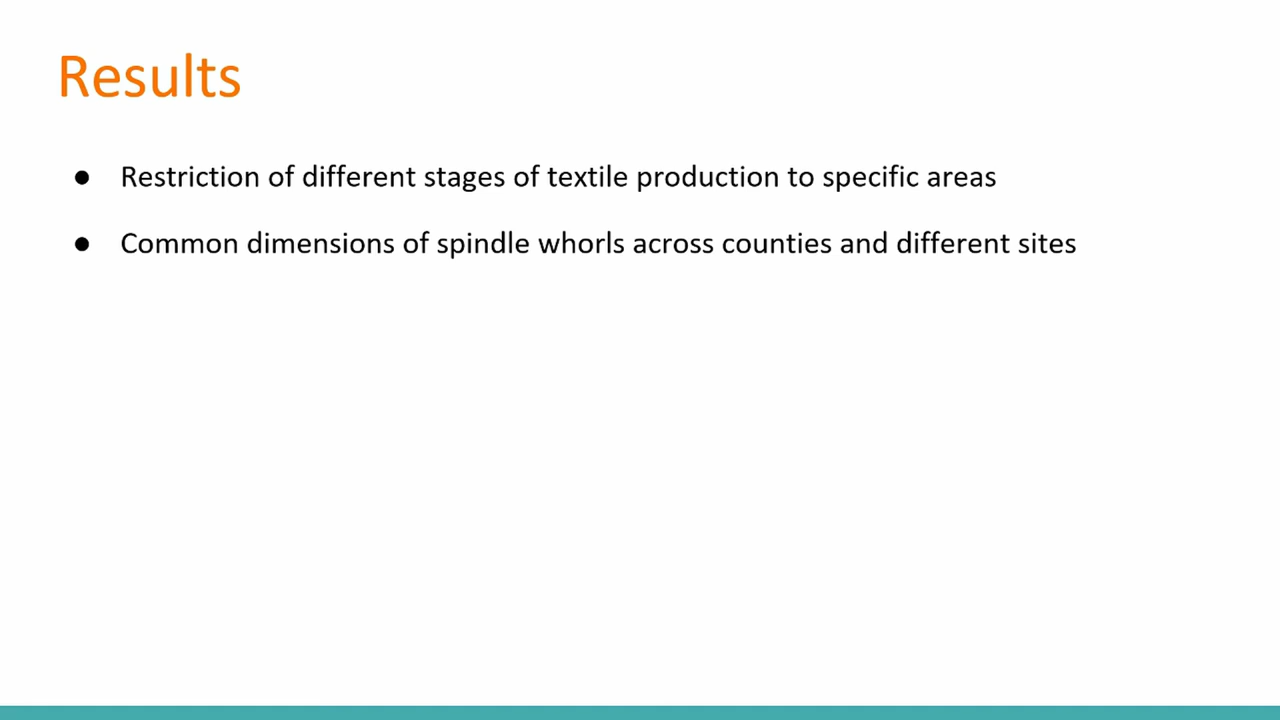 Results
● Restriction of different stages of textile production to specific areas
● Common dimensions of spindle whorls across counties and different sites